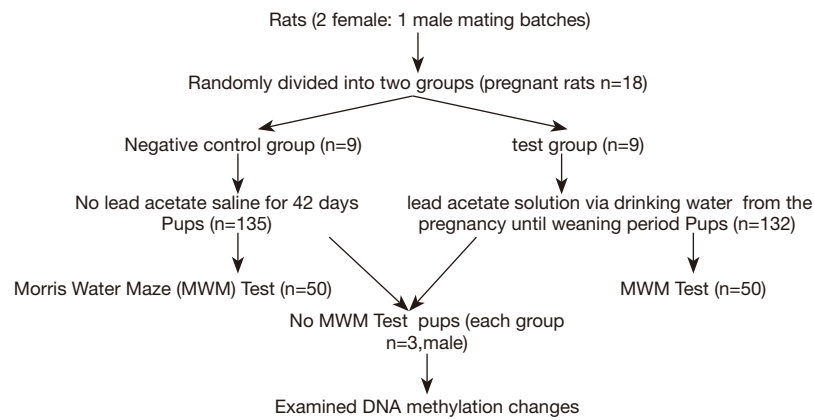 Rats (2 female: 1 male mating batches)
Randomly divided into two groups (pregnant rats n=18)
Negative control group (n=9)
test group (n=9)
No lead acetate saline for 42 days
Pups (n=135)
lead acetate solution via drinking water from the
pregnancy until weaning period Pups (n=132)
Morris Water Maze (MWM) Test (n=50)
MWM Test (n=50)
No MWM Test pups (each group
n=3,male)
Examined DNA methylation changes